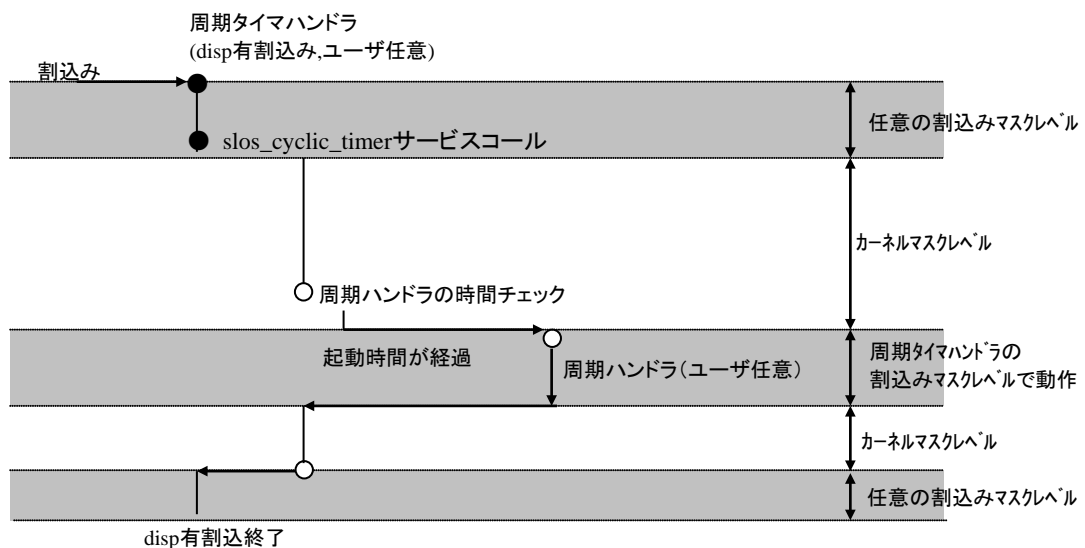 周期タイマハンドラ
(disp有割込み,ユーザ任意)
割込み
任意の割込みマスクレベル
slos_cyclic_timerサービスコール
カーネルマスクレベル
周期ハンドラの時間チェック
起動時間が経過
周期ハンドラ(ユーザ任意)
周期タイマハンドラの
割込みマスクレベルで動作
カーネルマスクレベル
任意の割込みマスクレベル
disp有割込終了